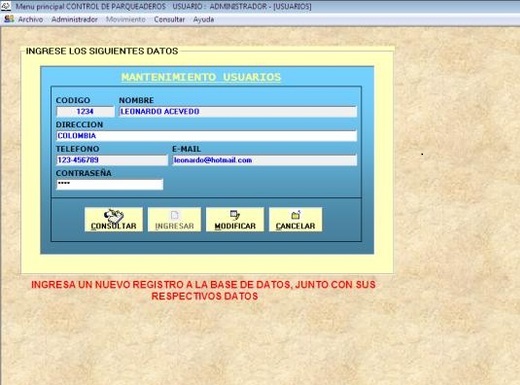 Menu principal CONTROL DE PARQUEADEROS USUARIO : ADMINISTRADOR - [USUARIOS]
Archivo Administrador Movimiento Consultar Ayuda
INGRESE LOS SIGUIENTES DATOS
MANTENIMIENTO USUARIOS
CODIGO NOMBRE
1234 LEONARDO ACEVEDO
DIRECCION
COLOMBIA
TELEFONO E-MAIL
123-456789 leonardo@hotmail.com
CONTRASEÑA
****
CONSULTAR INGRESAR MODIFICAR CANCELAR
INGRESA UN NUEVO REGISTRO A LA BASE DE DATOS, JUNTO CON SUS
RESPECTIVOS DATOS